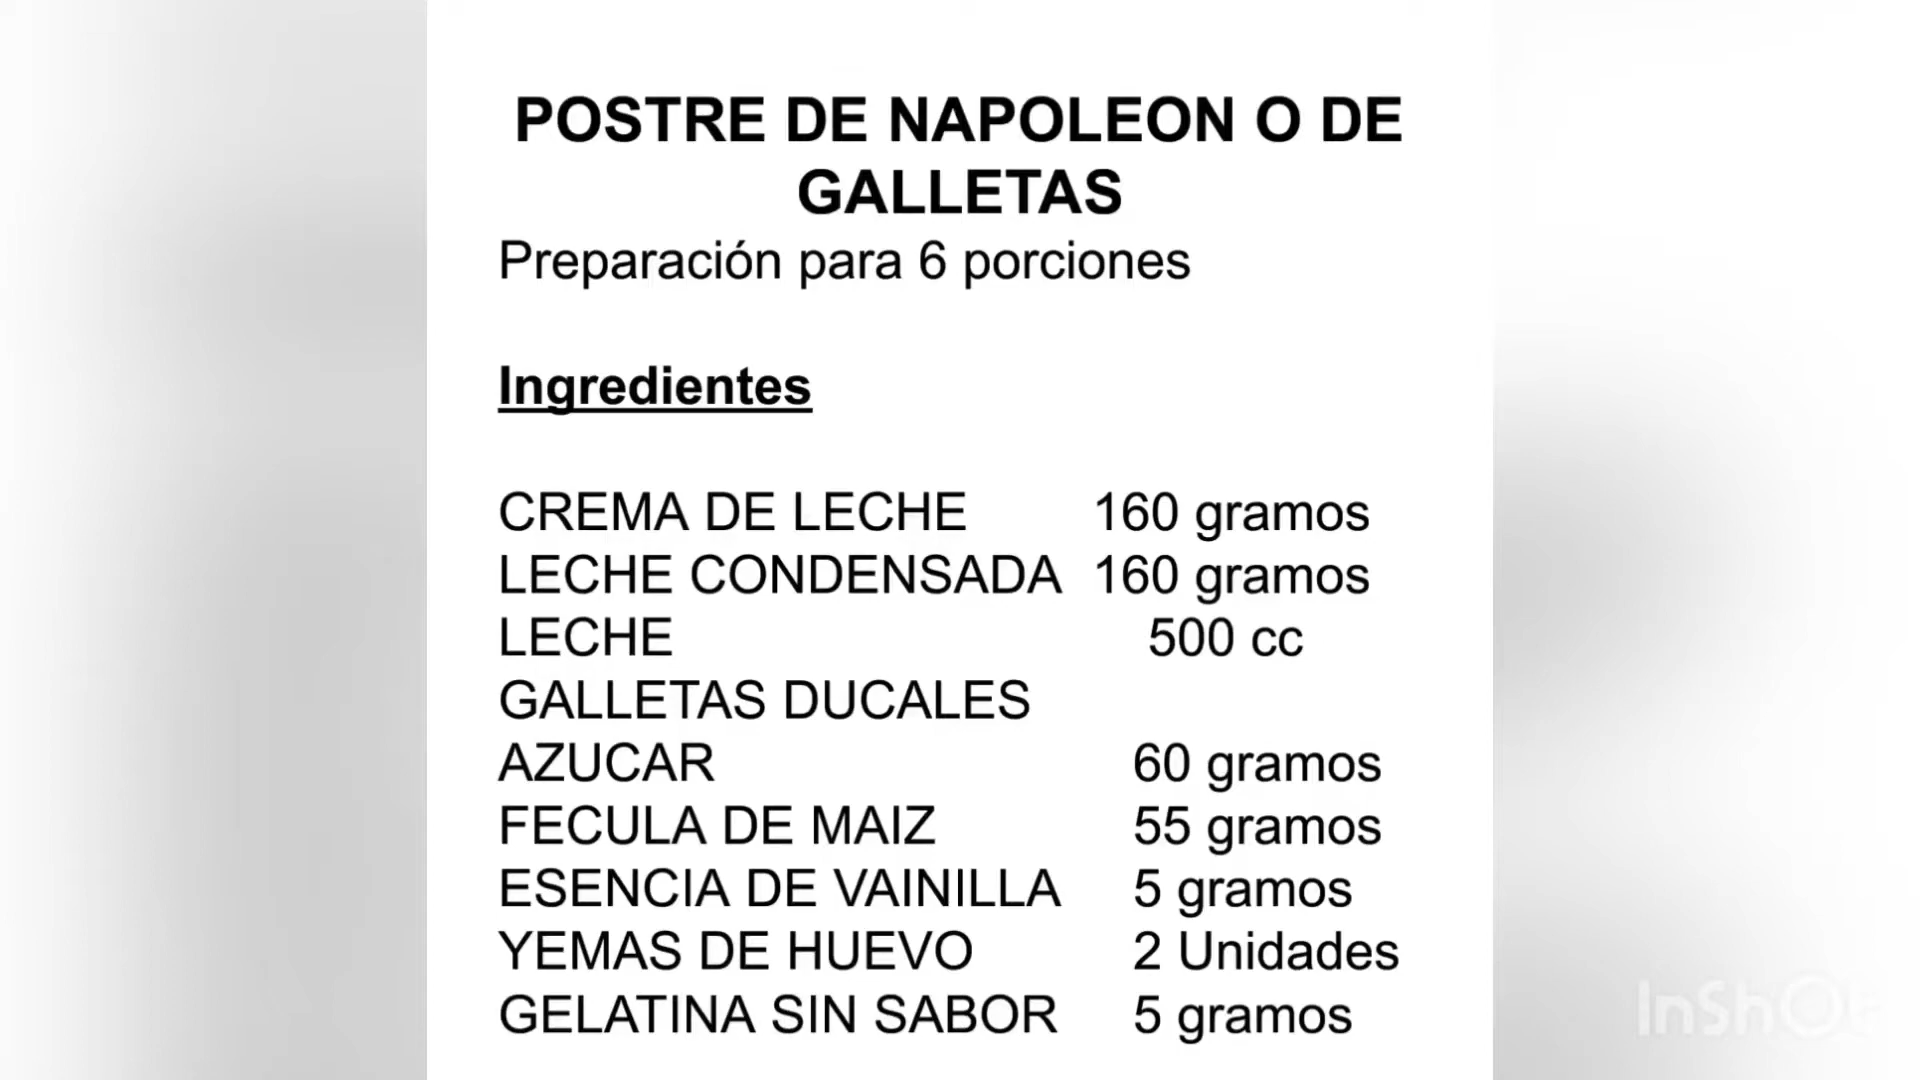 POSTRE DE NAPOLEON O DE
GALLETAS
Preparación para 6 porciones
Ingredientes
CREMA DE LECHE 160 gramos
LECHE CONDENSADA 160 gramos
LECHE 500 cc
GALLETAS DUCALES
AZUCAR 60 gramos
FECULA DE MAIZ 55 gramos
ESENCIA DE VAINILLA 5 gramos
YEMAS DE HUEVO 2 Unidades
GELATINA SIN SABOR 5 gramos
InShOt